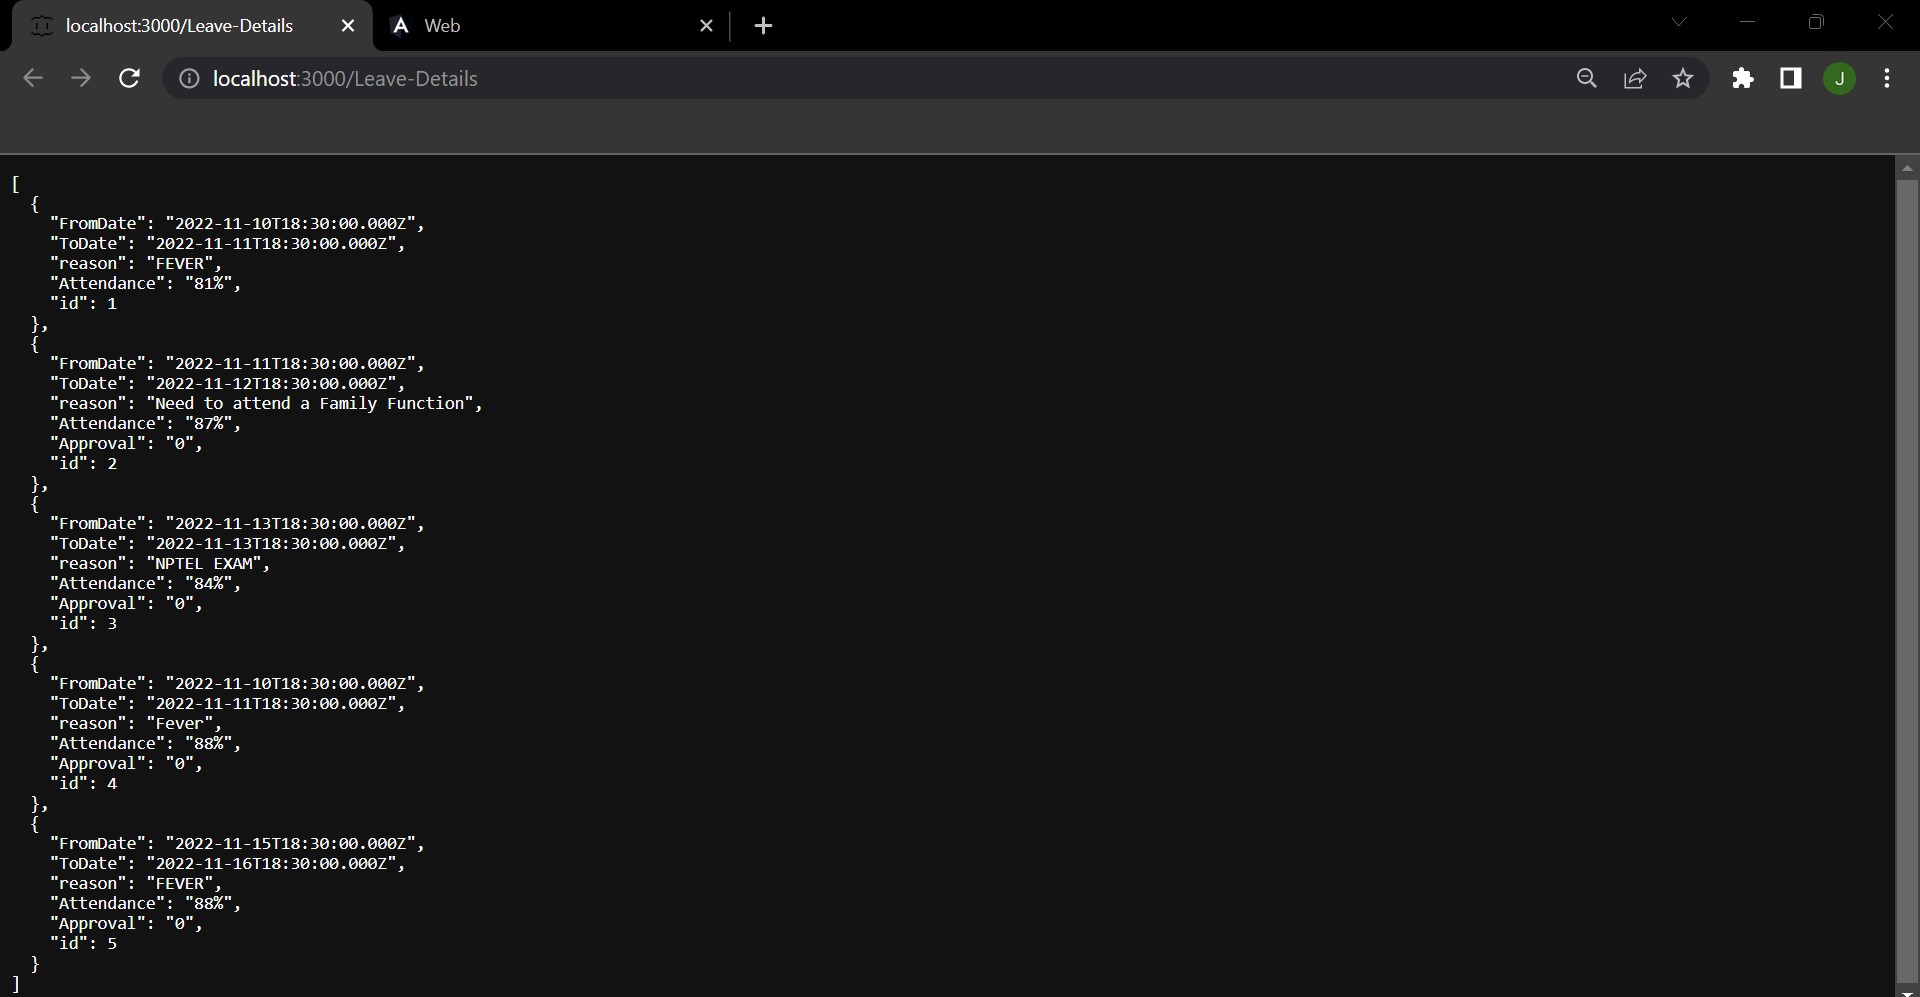 localhost:3000/Leave-Details
Web
localhost:3000/Leave-Details
J
[
  {
    "FromDate": "2022-11-10T18:30:00.000Z",
    "ToDate": "2022-11-11T18:30:00.000Z",
    "reason": "FEVER",
    "Attendance": "81%",
    "id": 1
  },
  {
    "FromDate": "2022-11-11T18:30:00.000Z",
    "ToDate": "2022-11-12T18:30:00.000Z",
    "reason": "Need to attend a Family Function",
    "Attendance": "87%",
    "Approval": "0",
    "id": 2
  },
  {
    "FromDate": "2022-11-13T18:30:00.000Z",
    "ToDate": "2022-11-13T18:30:00.000Z",
    "reason": "NPTEL EXAM",
    "Attendance": "84%",
    "Approval": "0",
    "id": 3
  },
  {
    "FromDate": "2022-11-10T18:30:00.000Z",
    "ToDate": "2022-11-11T18:30:00.000Z",
    "reason": "Fever",
    "Attendance": "88%",
    "Approval": "0",
    "id": 4
  },
  {
    "FromDate": "2022-11-15T18:30:00.000Z",
    "ToDate": "2022-11-16T18:30:00.000Z",
    "reason": "FEVER",
    "Attendance": "88%",
    "Approval": "0",
    "id": 5
  }
]